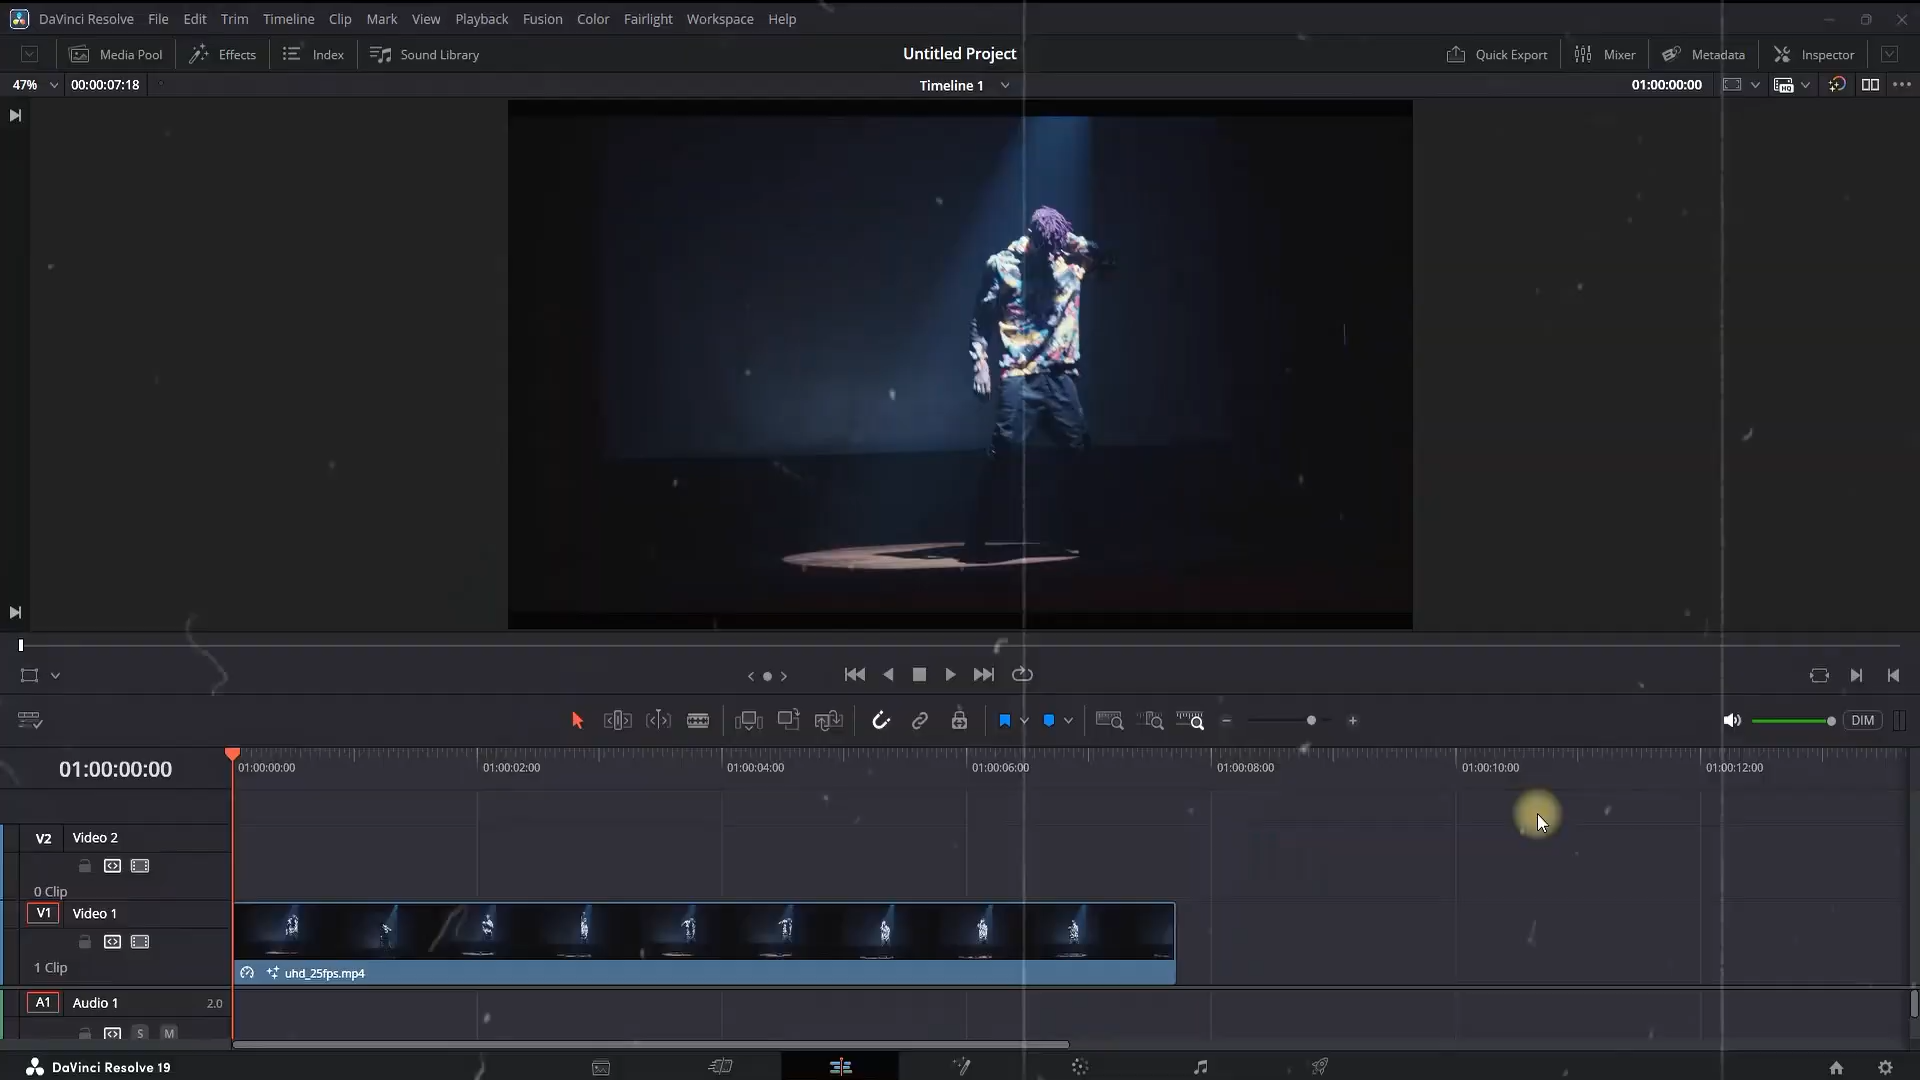 DaVinci Resolve File Edit Trim Timeline Clip Mark View Playback Fusion Color Fairlight Workspace Help
Media Pool Effects Index Sound Library Untitled Project Quick Export Mixer Metadata Inspector
47% 00:00:07:18 Timeline 1 01:00:00:00 HQ
DIM
01:00:00:00 01:00:00:00 01:00:02:00 01:00:04:00 01:00:06:00 01:00:08:00 01:00:10:00 01:00:12:00
V2 Video 2
0 Clip
V1 Video 1
1 Clip
uhd_25fps.mp4
A1 Audio 1 2.0
S M
DaVinci Resolve 19